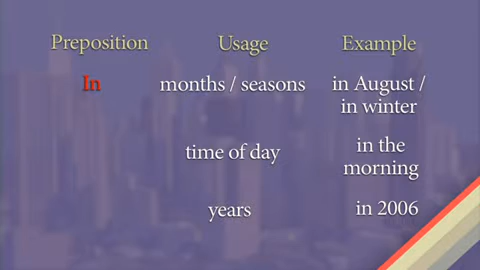 Preposition Usage Example
In months / seasons in August /
in winter
time of day in the
morning
years in 2006